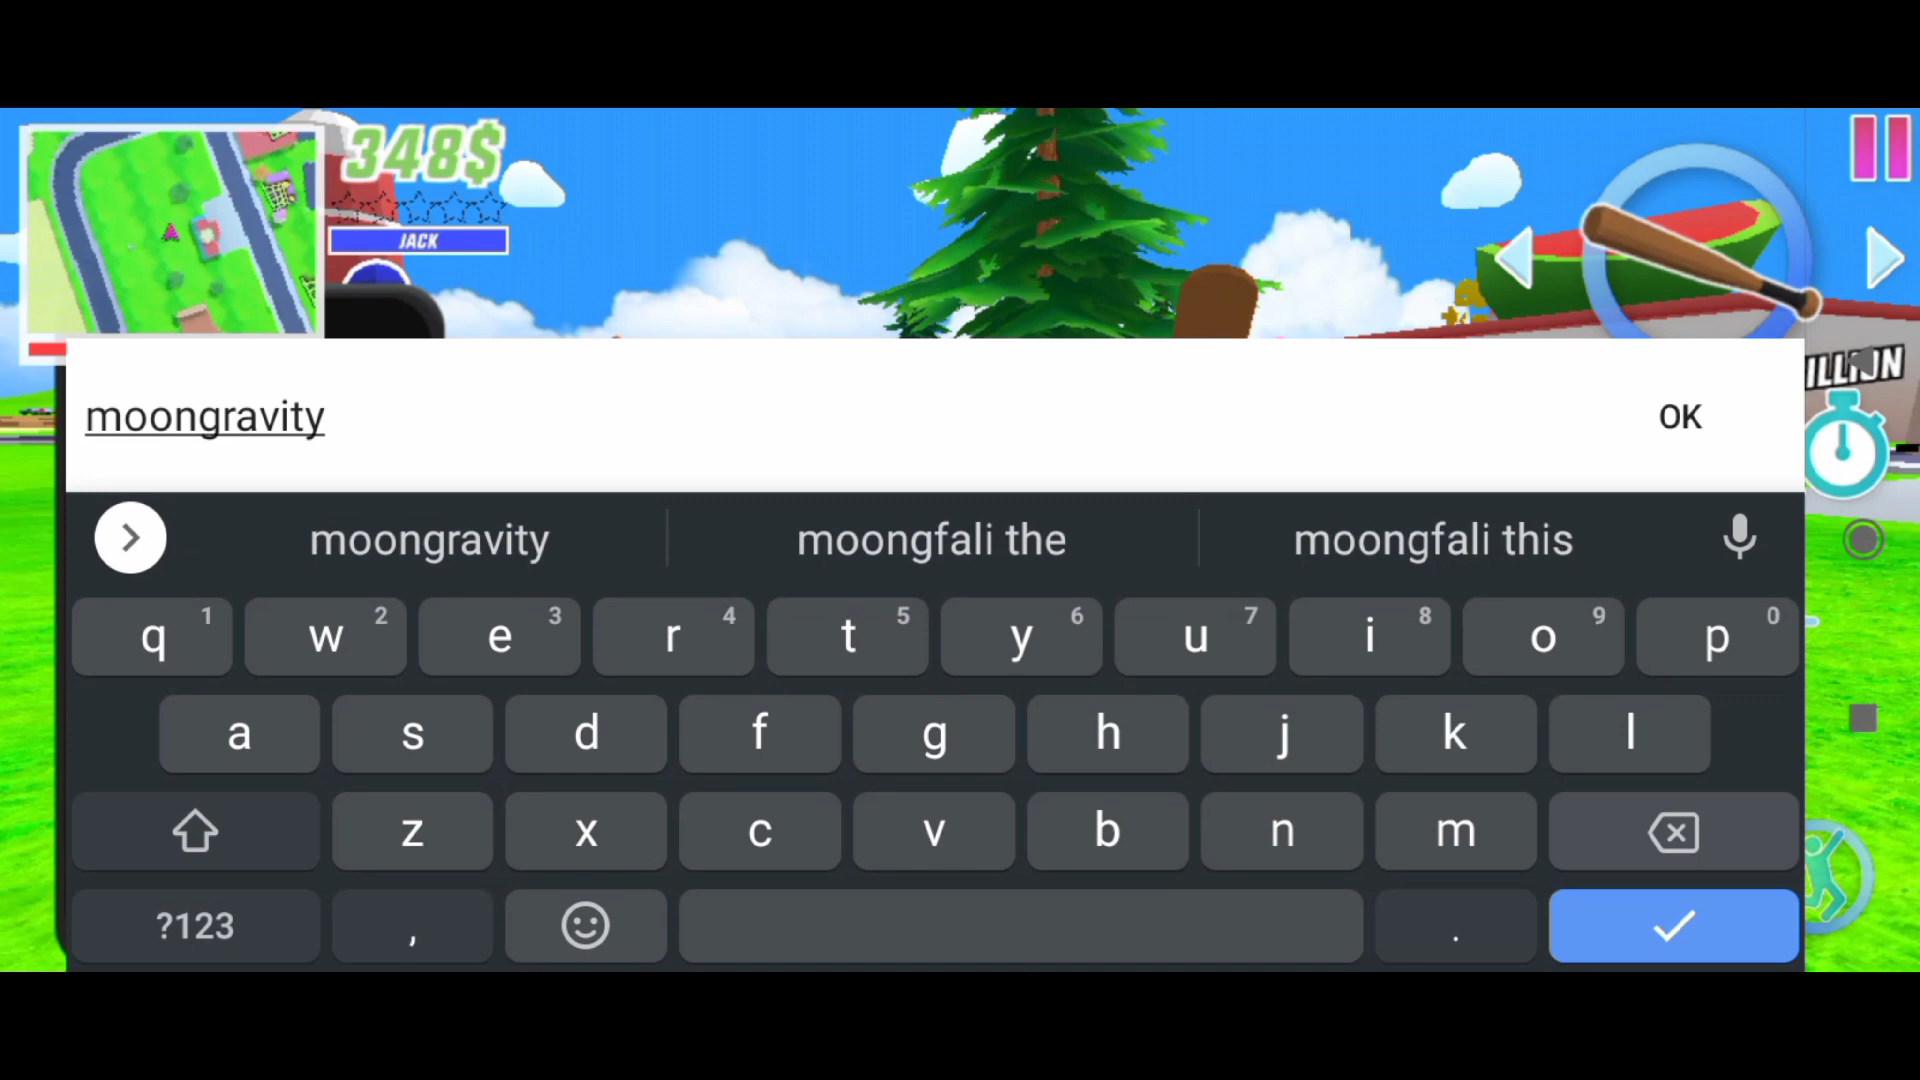 348$
JACK
ILLION
moongravity
OK
moongravity
moongfali the
moongfali this
q 1 w 2 e 3 r 4 t 5 y 6 u 7 i 8 o 9 p 0
a s d f g h j k l
z x c v b n m
?123 , .